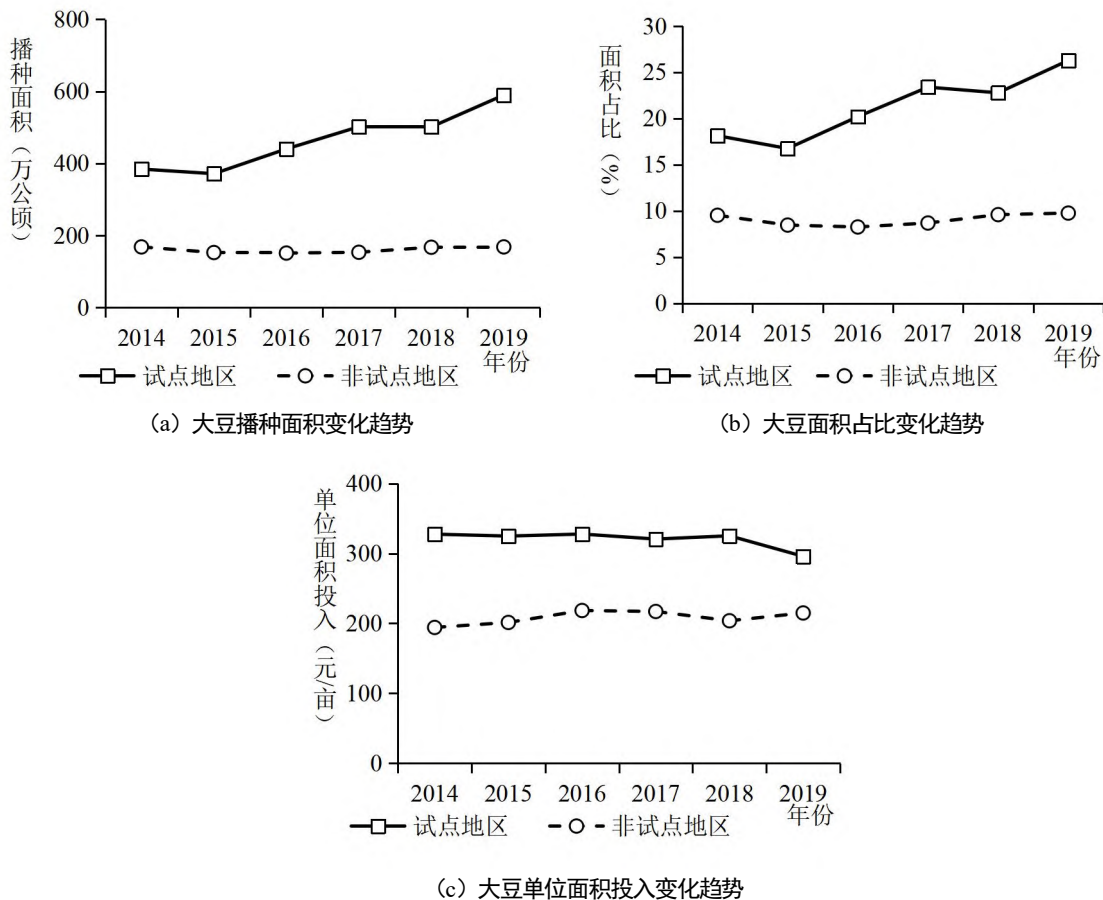 播种面积（万公顷）
800
600
400
200
0
2014 2015 2016 2017 2018 2019
年份
试点地区 非试点地区
（a）大豆播种面积变化趋势
面积占比（%）
30
25
20
15
10
5
0
2014 2015 2016 2017 2018 2019
年份
试点地区 非试点地区
（b）大豆面积占比变化趋势
单位面积投入（元/亩）
400
300
200
100
0
2014 2015 2016 2017 2018 2019
年份
试点地区 非试点地区
（c）大豆单位面积投入变化趋势